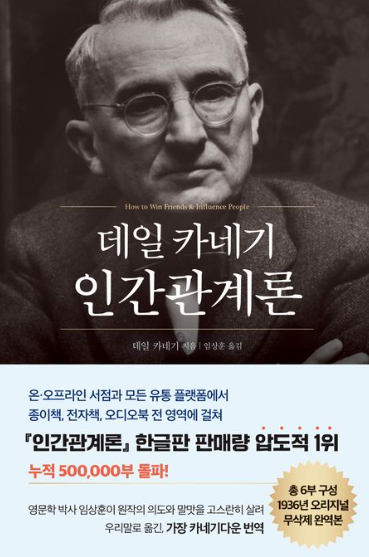 How to Win Friends & Influence People
데일 카네기
인간관계론
데일 카네기 지음 | 임상훈 옮김
온·오프라인 서점과 모든 유통 플랫폼에서
종이책, 전자책, 오디오북 전 영역에 걸쳐
『인간관계론』 한글판 판매량 압도적 1위
누적 500,000부 돌파!
영문학 박사 임상훈이 원작의 의도와 말맛을 고스란히 살려
우리말로 옮긴, 가장 카네기다운 번역
총 6부 구성
1936년 오리지널
무삭제 완역본